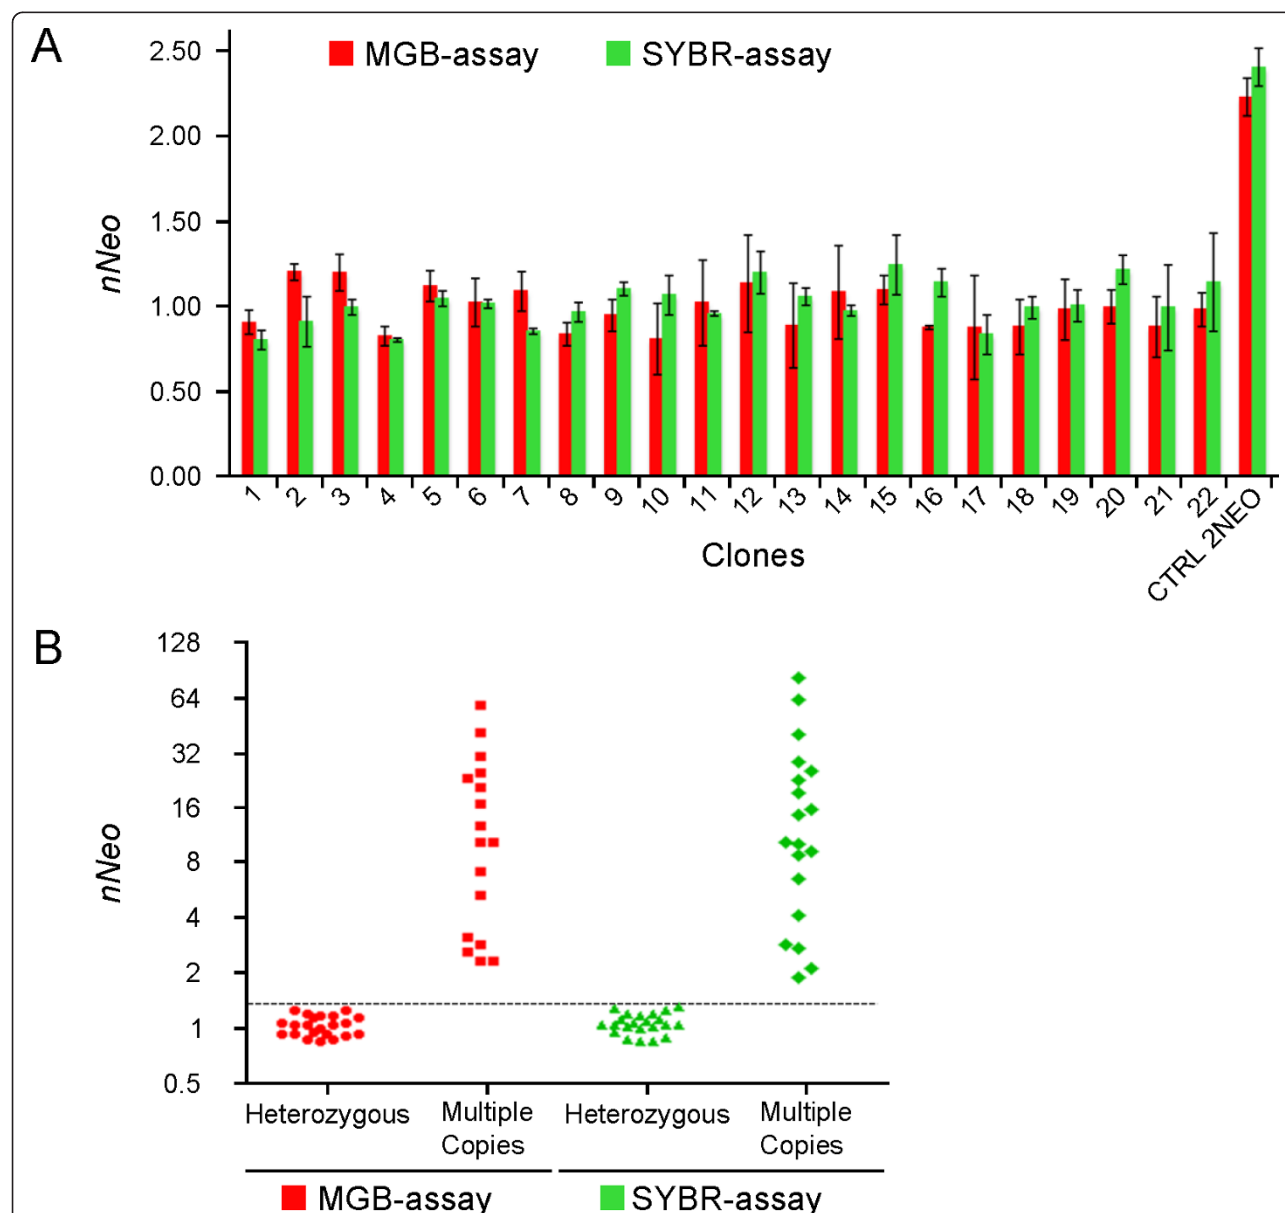 A
MGB-assay SYBR-assay
2.50
2.00
1.50
1.00
0.50
0.00
nNeo
1 2 3 4 5 6 7 8 9 10 11 12 13 14 15 16 17 18 19 20 21 22 CTRL 2NEO
Clones
B
128
64
32
16
8
4
2
1
0.5
nNeo
Heterozygous Multiple Copies Heterozygous Multiple Copies
MGB-assay SYBR-assay